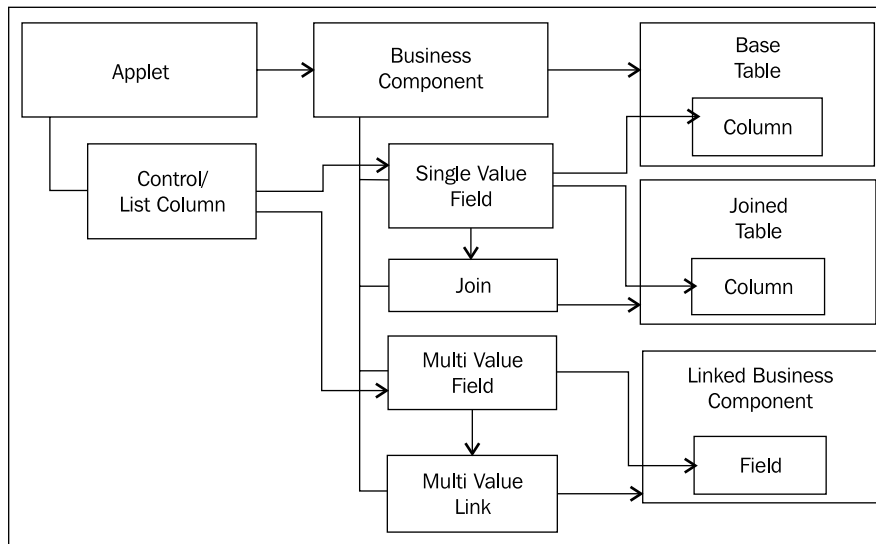 Applet
Business
Component
Base
Table
Column
Control/
List Column
Single Value
Field
Joined
Table
Column
Join
Multi Value
Field
Linked Business
Component
Field
Multi Value
Link